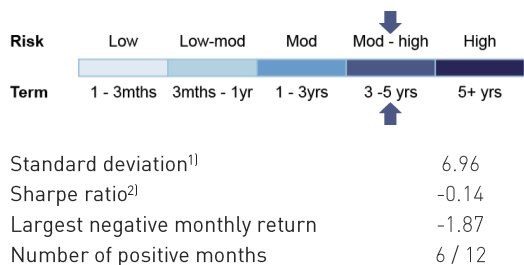 Risk Low Low-mod Mod Mod - high High
Term 1 - 3mths 3mths - 1yr 1 - 3yrs 3 -5 yrs 5+ yrs
Standard deviation1) 6.96
Sharpe ratio2) -0.14
Largest negative monthly return -1.87
Number of positive months 6 / 12